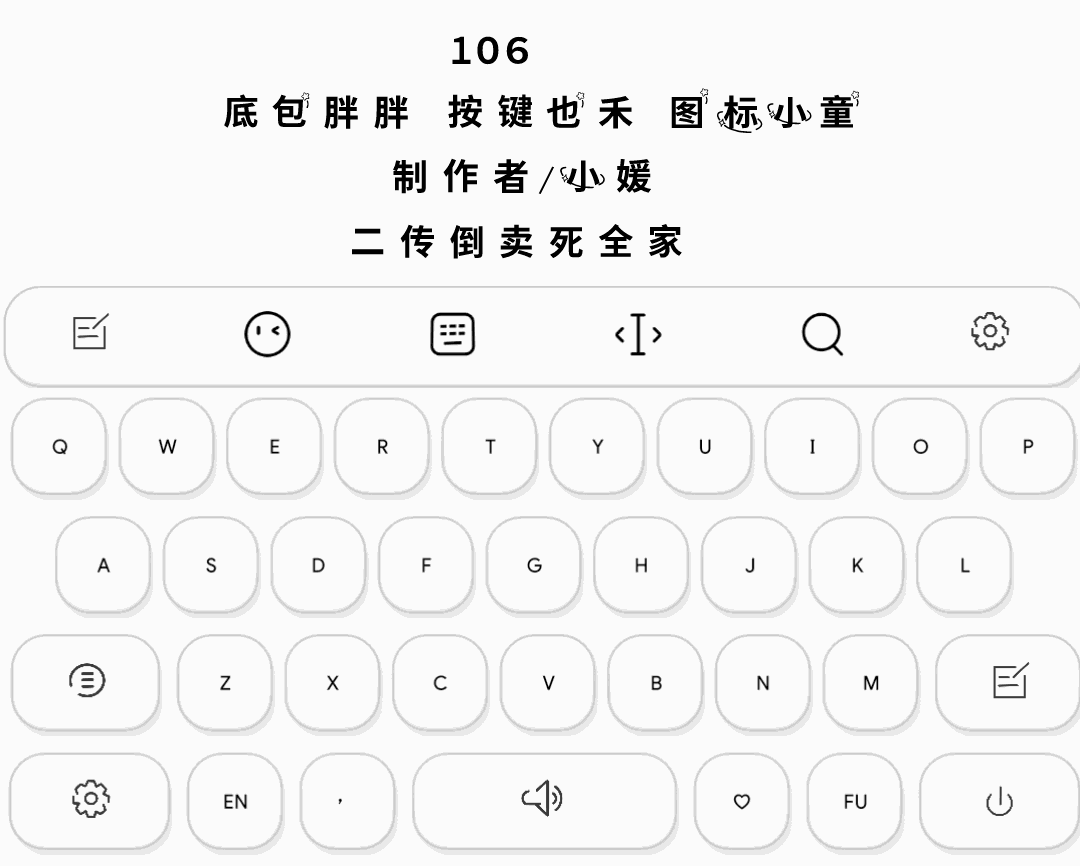 106
底包胖胖 按键也禾 图标小童
制作者/小媛
二传倒卖死全家
Q W E R T Y U I O P
A S D F G H J K L
Z X C V B N M
EN , FU